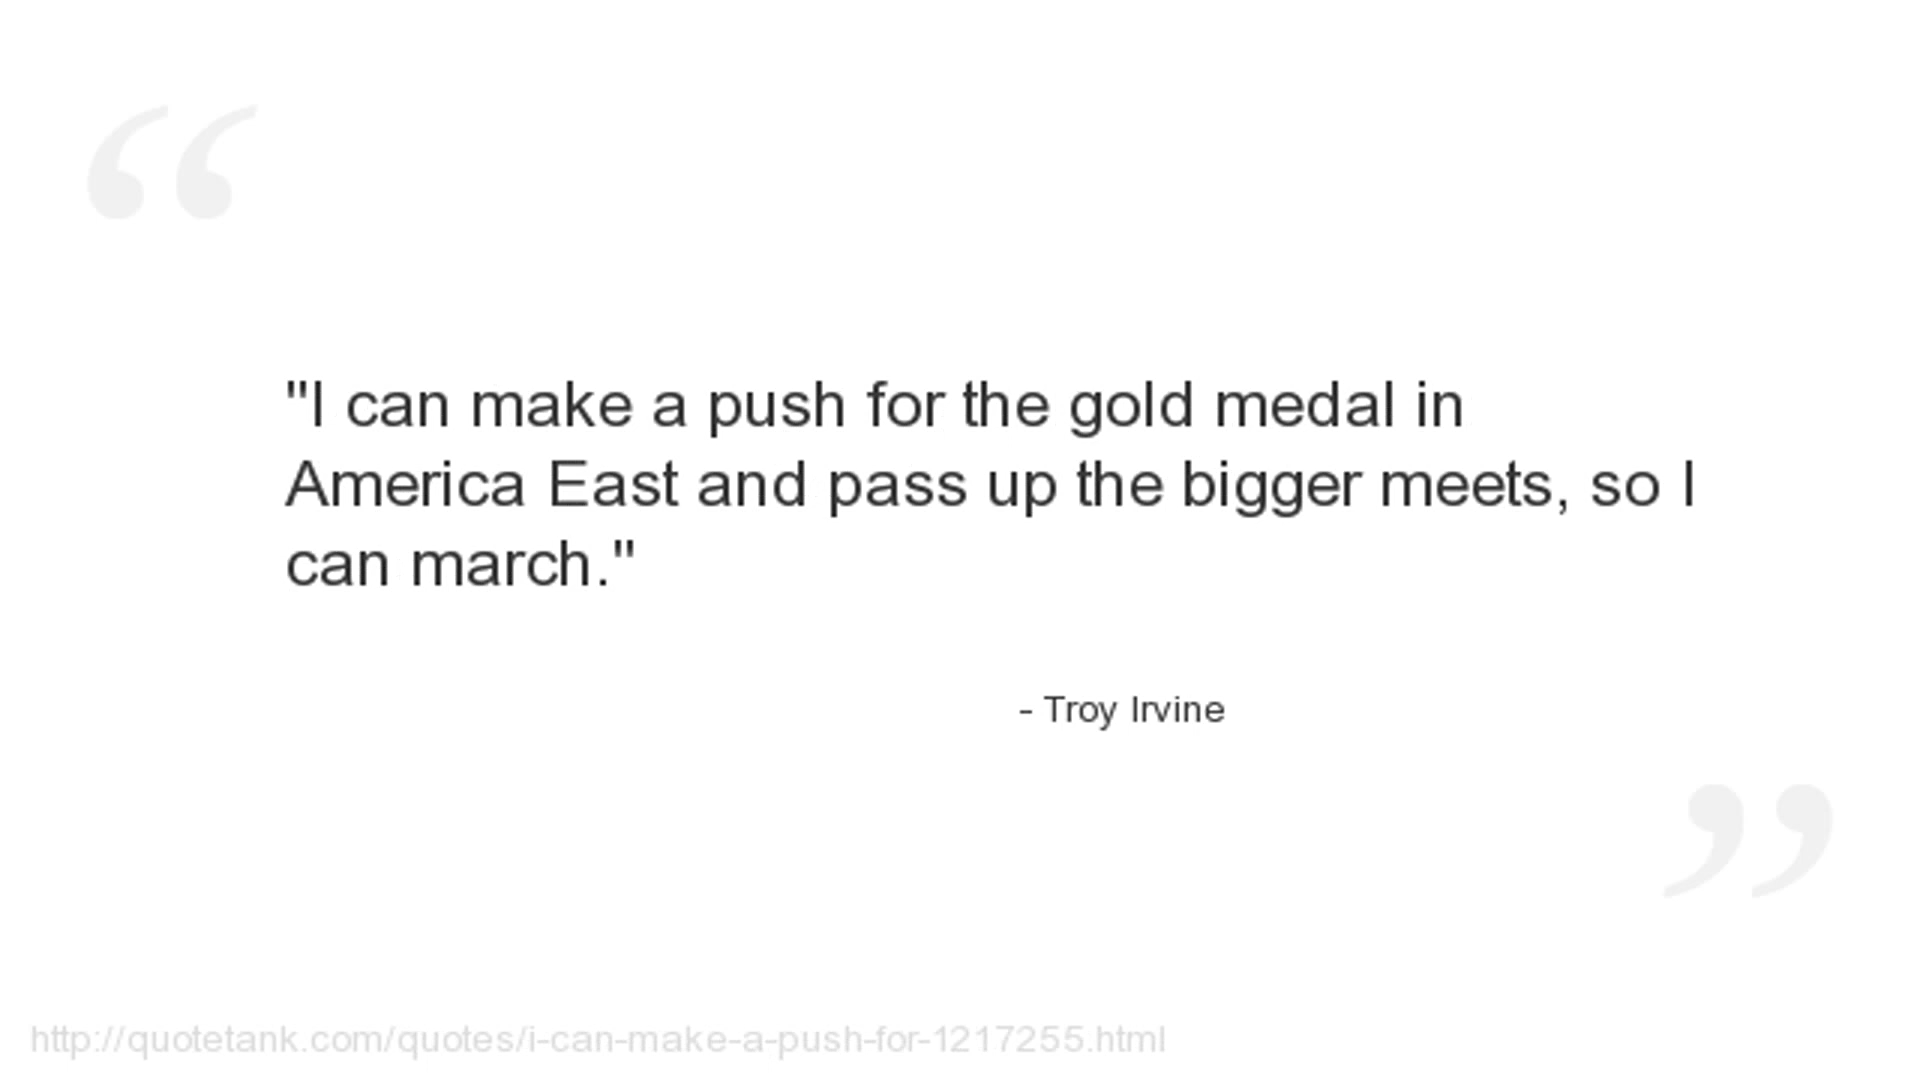 "I can make a push for the gold medal in
America East and pass up the bigger meets, so I
can march."
- Troy Irvine
http://quotetank.com/quotes/i-can-make-a-push-for-1217255.html